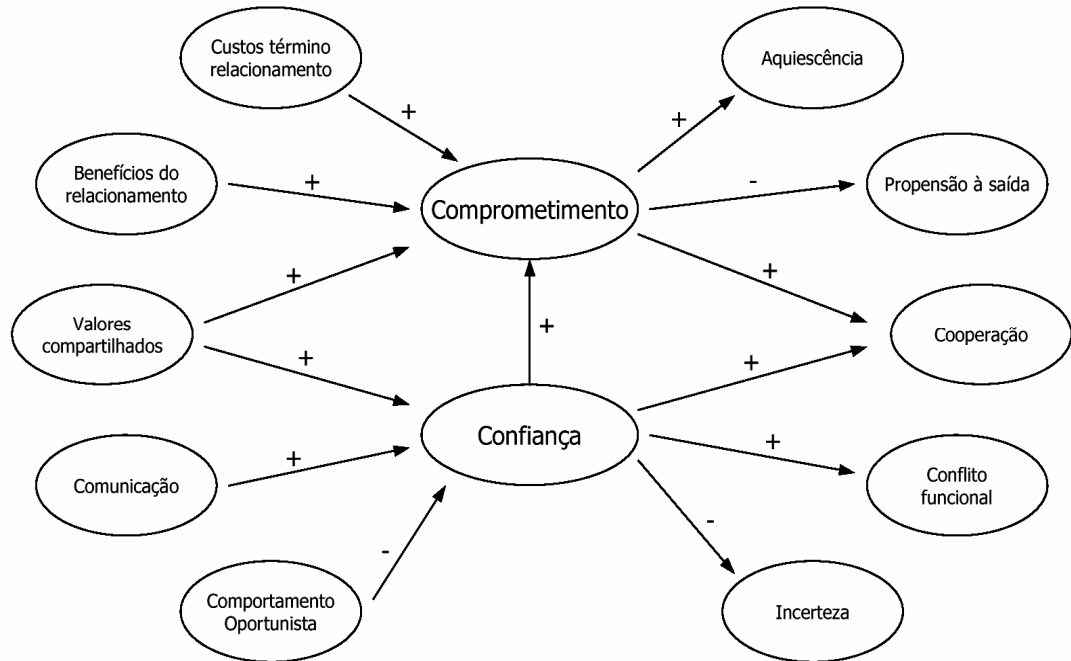 Custos término
relacionamento
Aquiescência
+
+
Benefícios do
relacionamento
+
Comprometimento
-
Propensão à saída
+
+
Valores
compartilhados
+
+
+
Cooperação
Confiança
Comunicação
+
+
Conflito
funcional
-
-
Comportamento
Oportunista
Incerteza